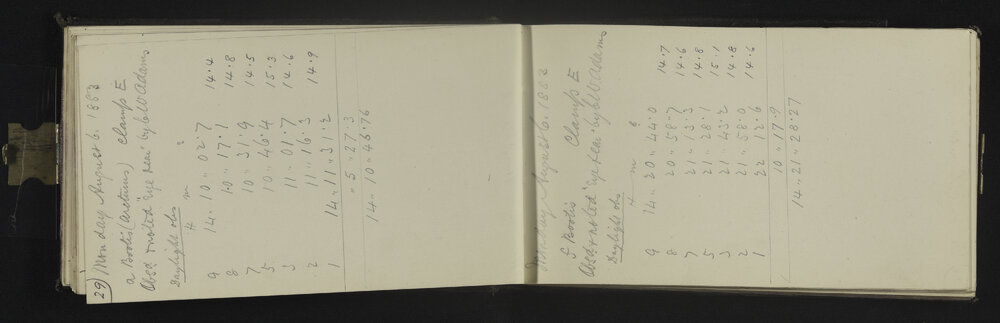 29) Monday August 6. 1883
a Bootis (Arcturus) Clamp E
Obsd & noted "eye & ear" by C W Adams
Daylight obs
H m s
9 14 .. 10 .. 02.7 14.4
8 10 .. 17.1 14.8
7 10 .. 31.9 14.5
5 10 .. 46.4 15.3
3 11 .. 01.7 14.6
2 11 .. 16.3 14.9
1 14 .. 11 .. 31.2
.. 5 .. 27.3
14 .. 10 .. 46.76
Monday August 6. 1883
Bootis Clamp E
Obsd & noted "eye & ear" by C W Adams
Daylight obs
H m s
9 14 .. 20 .. 44.0 14.7
8 20 .. 58.7 14.6
7 21 .. 13.3 14.8
5 21 .. 28.1 15.1
3 21 .. 43.2 14.8
2 21 .. 58.0 14.6
1 22 12.6
10 .. 17.9
14 .. 21 .. 28.27